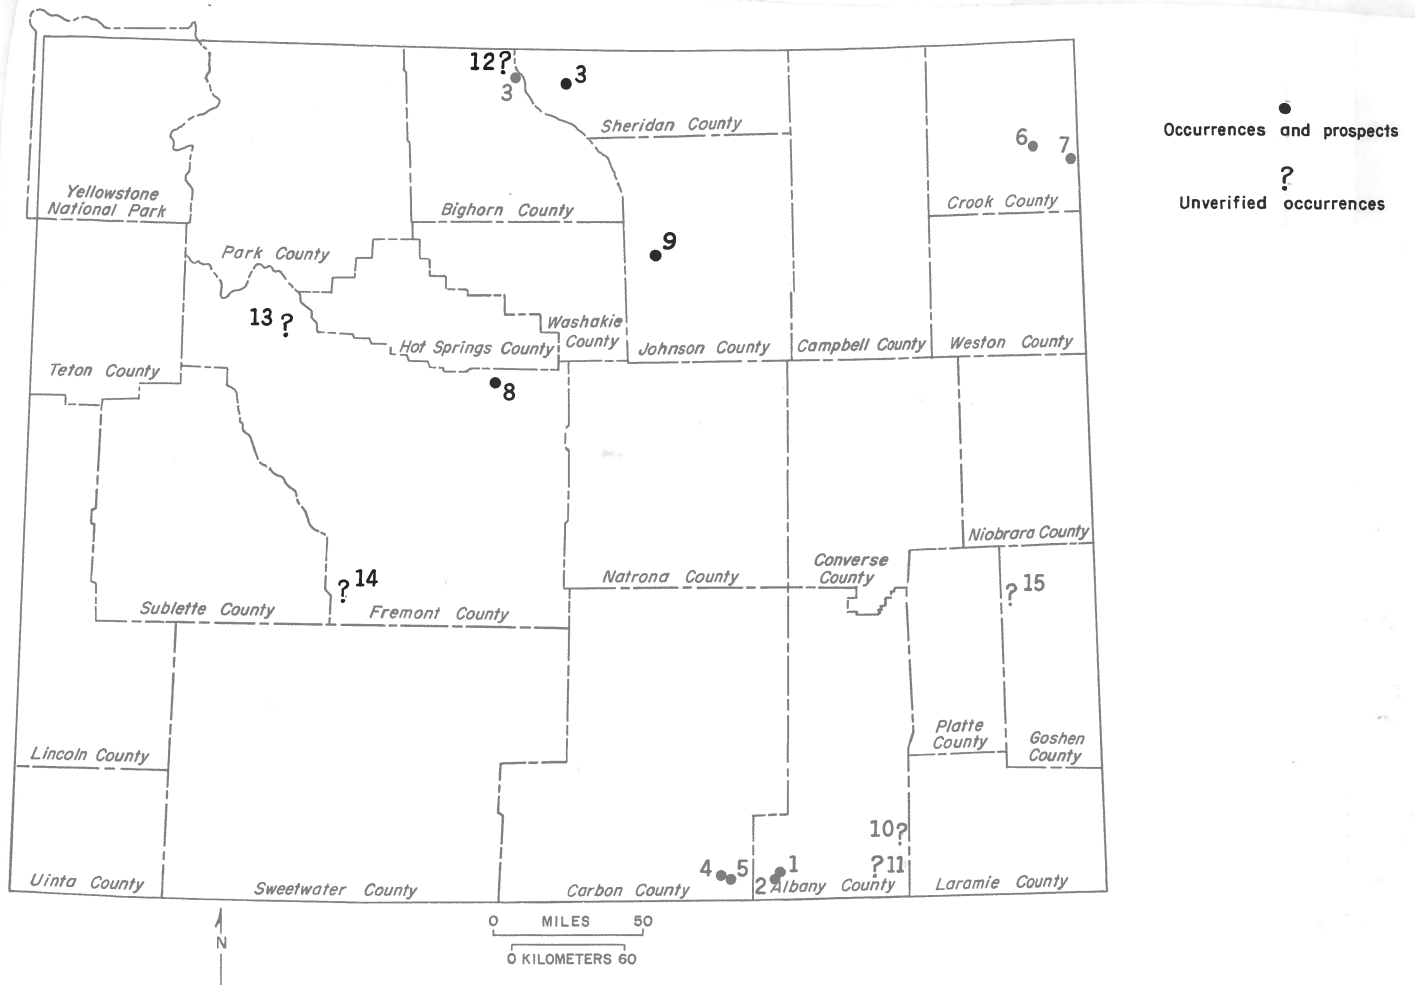 12?
3
3
Sheridan County
6
7
Occurrences and prospects
?
Unverified occurrences
Yellowstone
National Park
Bighorn County
Crook County
Park County
9
13 ?
Washakie
County
Hot Springs County
Johnson County
Campbell County
Weston County
Teton County
8
Niobrara County
Converse
County
Natrona County
? 14
? 15
Sublette County
Fremont County
Platte
County
Goshen
County
Lincoln County
10?
?11
4
5
1
2
Albany County
Uinta County
Sweetwater County
Carbon County
Laramie County
N
0 MILES 50
0 KILOMETERS 60